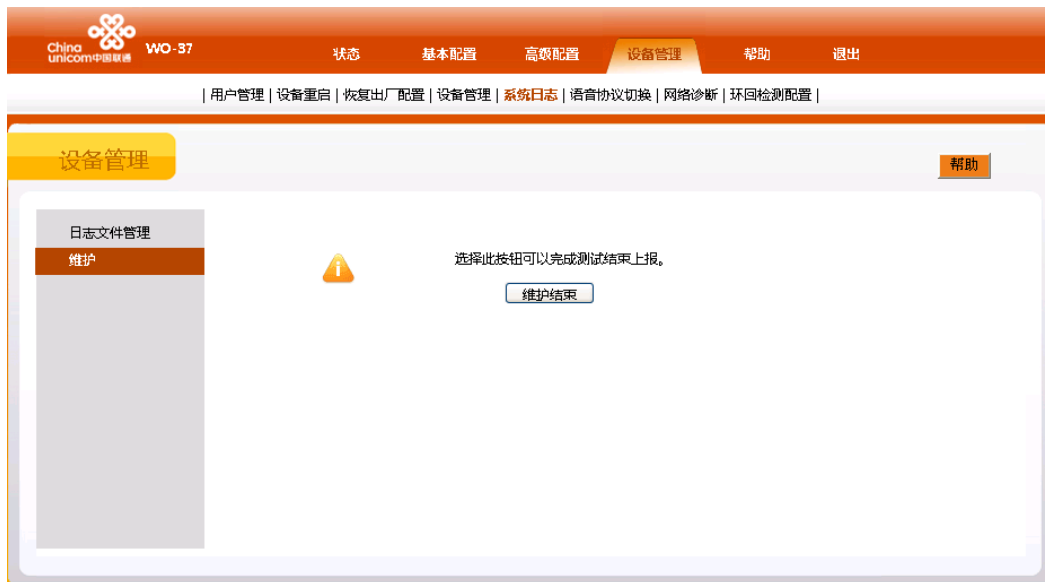 China
unicom中国联通 WO-37 状态 基本配置 高级配置 设备管理 帮助 退出
| 用户管理 | 设备重启 | 恢复出厂配置 | 设备管理 | 系统日志 | 语音协议切换 | 网络诊断 | 环回检测配置 |
设备管理 帮助
日志文件管理
维护
选择此按钮可以完成测试结束上报。
维护结束